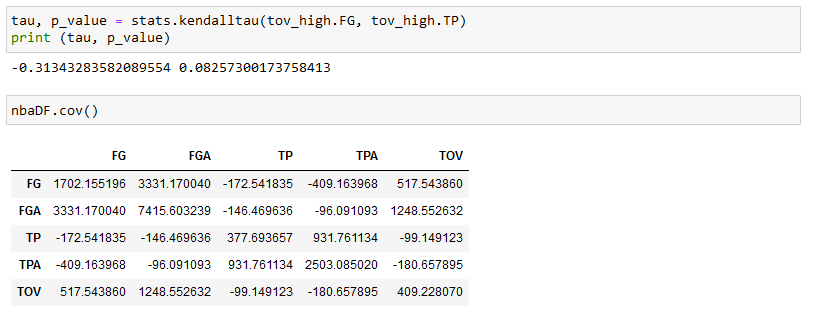 tau, p_value = stats.kendalltau(tov_high.FG, tov_high.TP)
print (tau, p_value)
-0.31343283582089554 0.08257300173758413
nbaDF.cov()
FG FGA TP TPA TOV
FG 1702.155196 3331.170040 -172.541835 -409.163968 517.543860
FGA 3331.170040 7415.603239 -146.469636 -96.091093 1248.552632
TP -172.541835 -146.469636 377.693657 931.761134 -99.149123
TPA -409.163968 -96.091093 931.761134 2503.085020 -180.657895
TOV 517.543860 1248.552632 -99.149123 -180.657895 409.228070